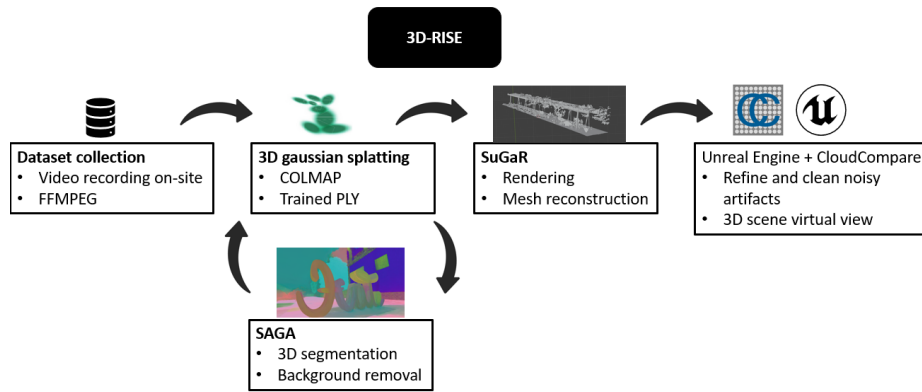 3D-RISE
Dataset collection
• Video recording on-site
• FFMPEG
3D gaussian splatting
• COLMAP
• Trained PLY
SuGaR
• Rendering
• Mesh reconstruction
CC
Unreal Engine + CloudCompare
• Refine and clean noisy
artifacts
• 3D scene virtual view
SAGA
• 3D segmentation
• Background removal